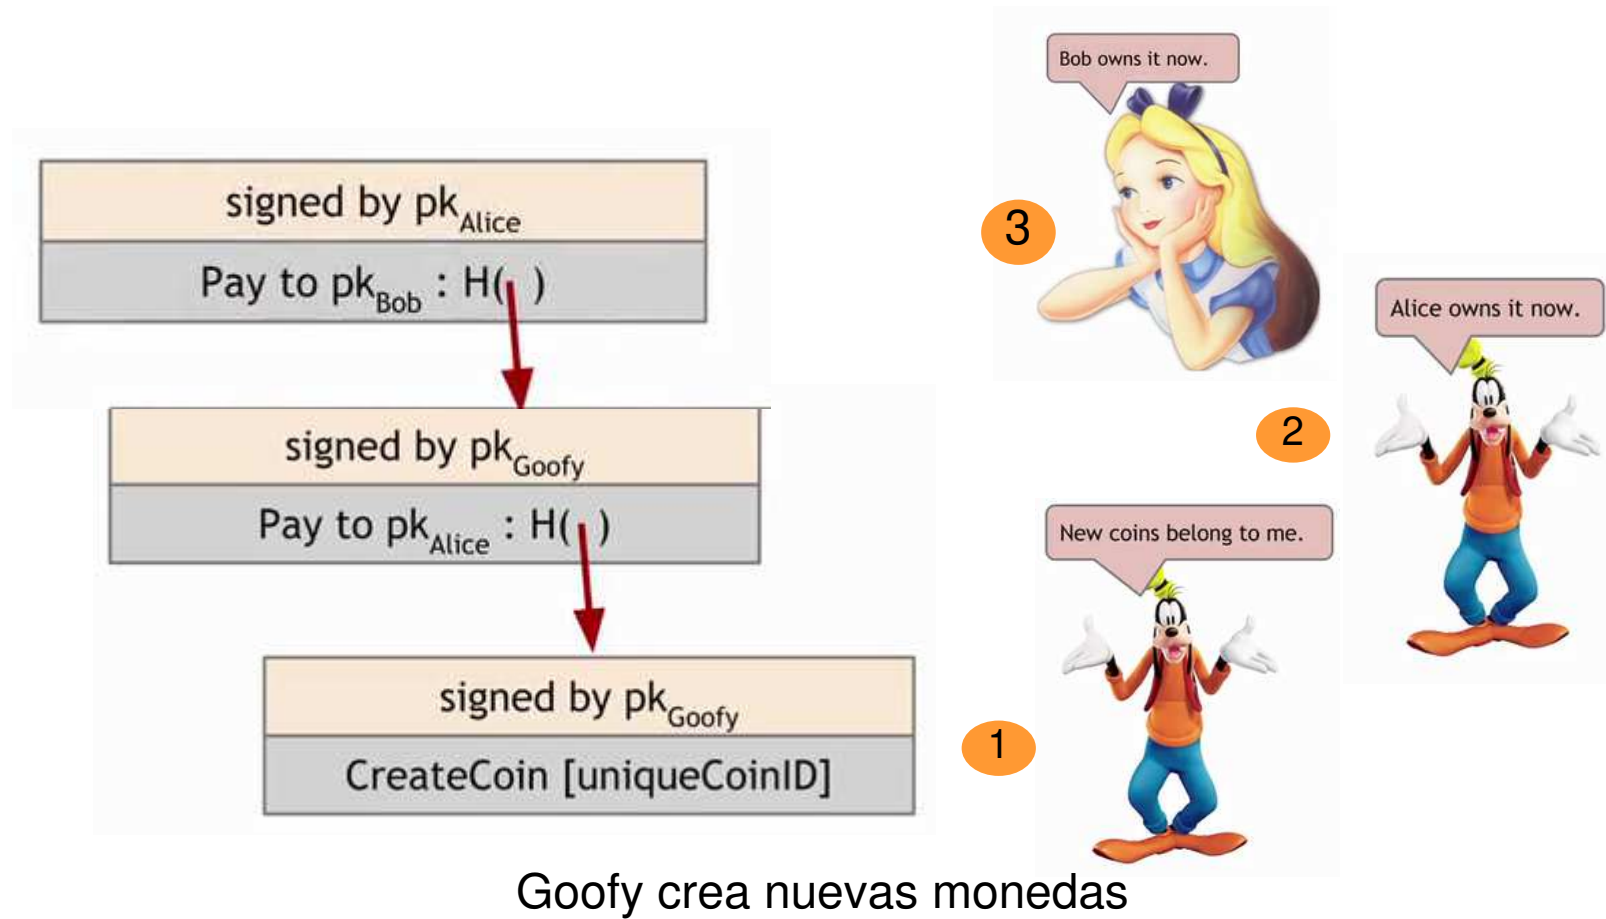 Bob owns it now.
signed by pkAlice
Pay to pkBob : H( )
3
Alice owns it now.
2
signed by pkGoofy
Pay to pkAlice : H( )
New coins belong to me.
signed by pkGoofy
CreateCoin [uniqueCoinID]
1
Goofy crea nuevas monedas